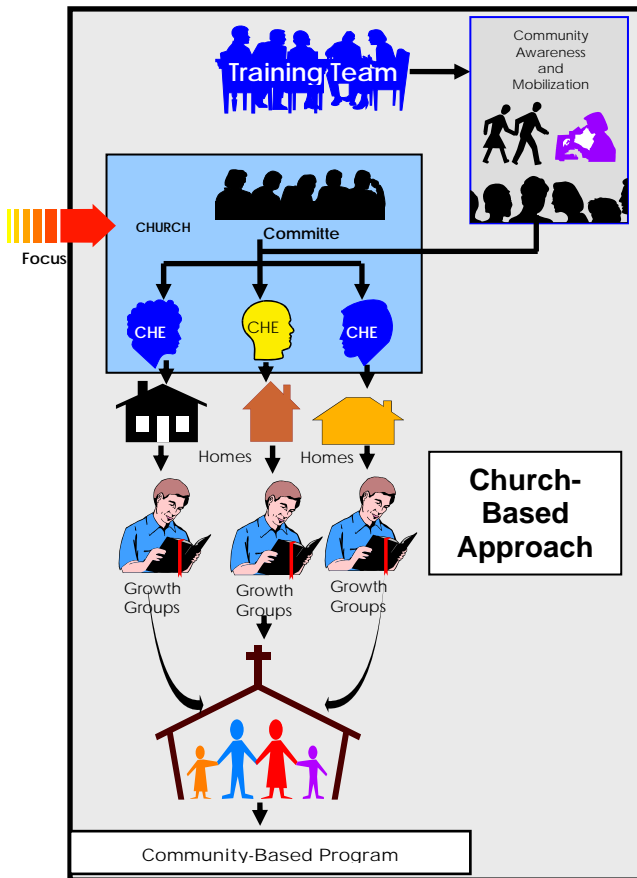 Training Team
Community
Awareness
and
Mobilization
CHURCH
Committe
Focus
CHE
CHE
CHE
Homes
Homes
Church-
Based
Approach
Growth
Groups
Growth
Groups
Growth
Groups
Community-Based Program